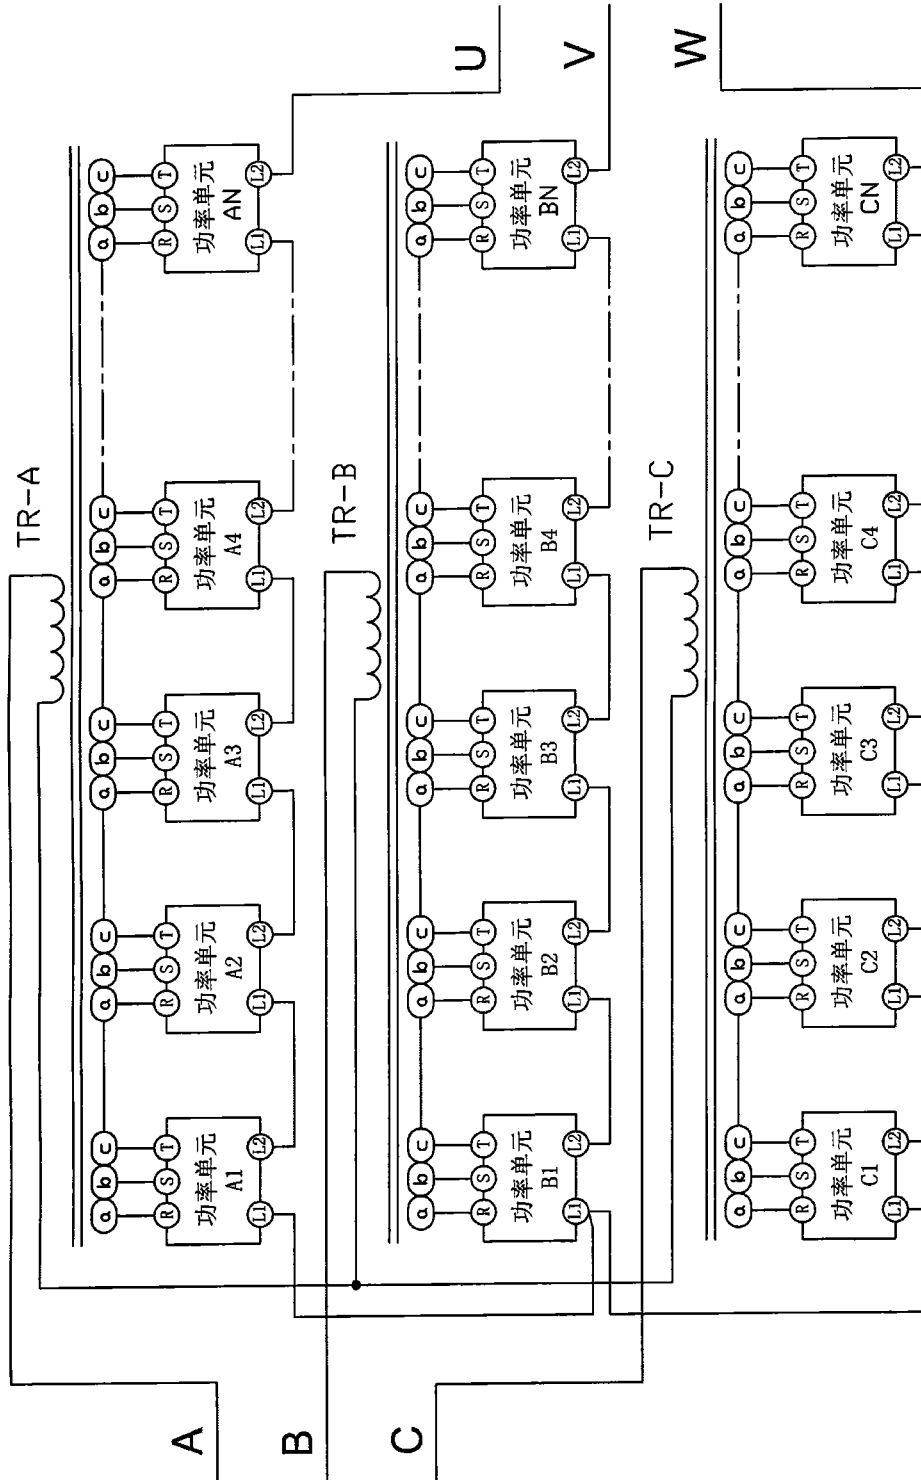 A
TR-A
a b c
a b c
a b c
a b c
a b c
R S T
R S T
R S T
R S T
R S T
功率单元 A1
功率单元 A2
功率单元 A3
功率单元 A4
功率单元 AN
L1 L2
L1 L2
L1 L2
L1 L2
L1 L2
U
B
TR-B
a b c
a b c
a b c
a b c
a b c
R S T
R S T
R S T
R S T
R S T
功率单元 B1
功率单元 B2
功率单元 B3
功率单元 B4
功率单元 BN
L1 L2
L1 L2
L1 L2
L1 L2
L1 L2
V
C
TR-C
a b c
a b c
a b c
a b c
a b c
R S T
R S T
R S T
R S T
R S T
功率单元 C1
功率单元 C2
功率单元 C3
功率单元 C4
功率单元 CN
L1 L2
L1 L2
L1 L2
L1 L2
L1 L2
W